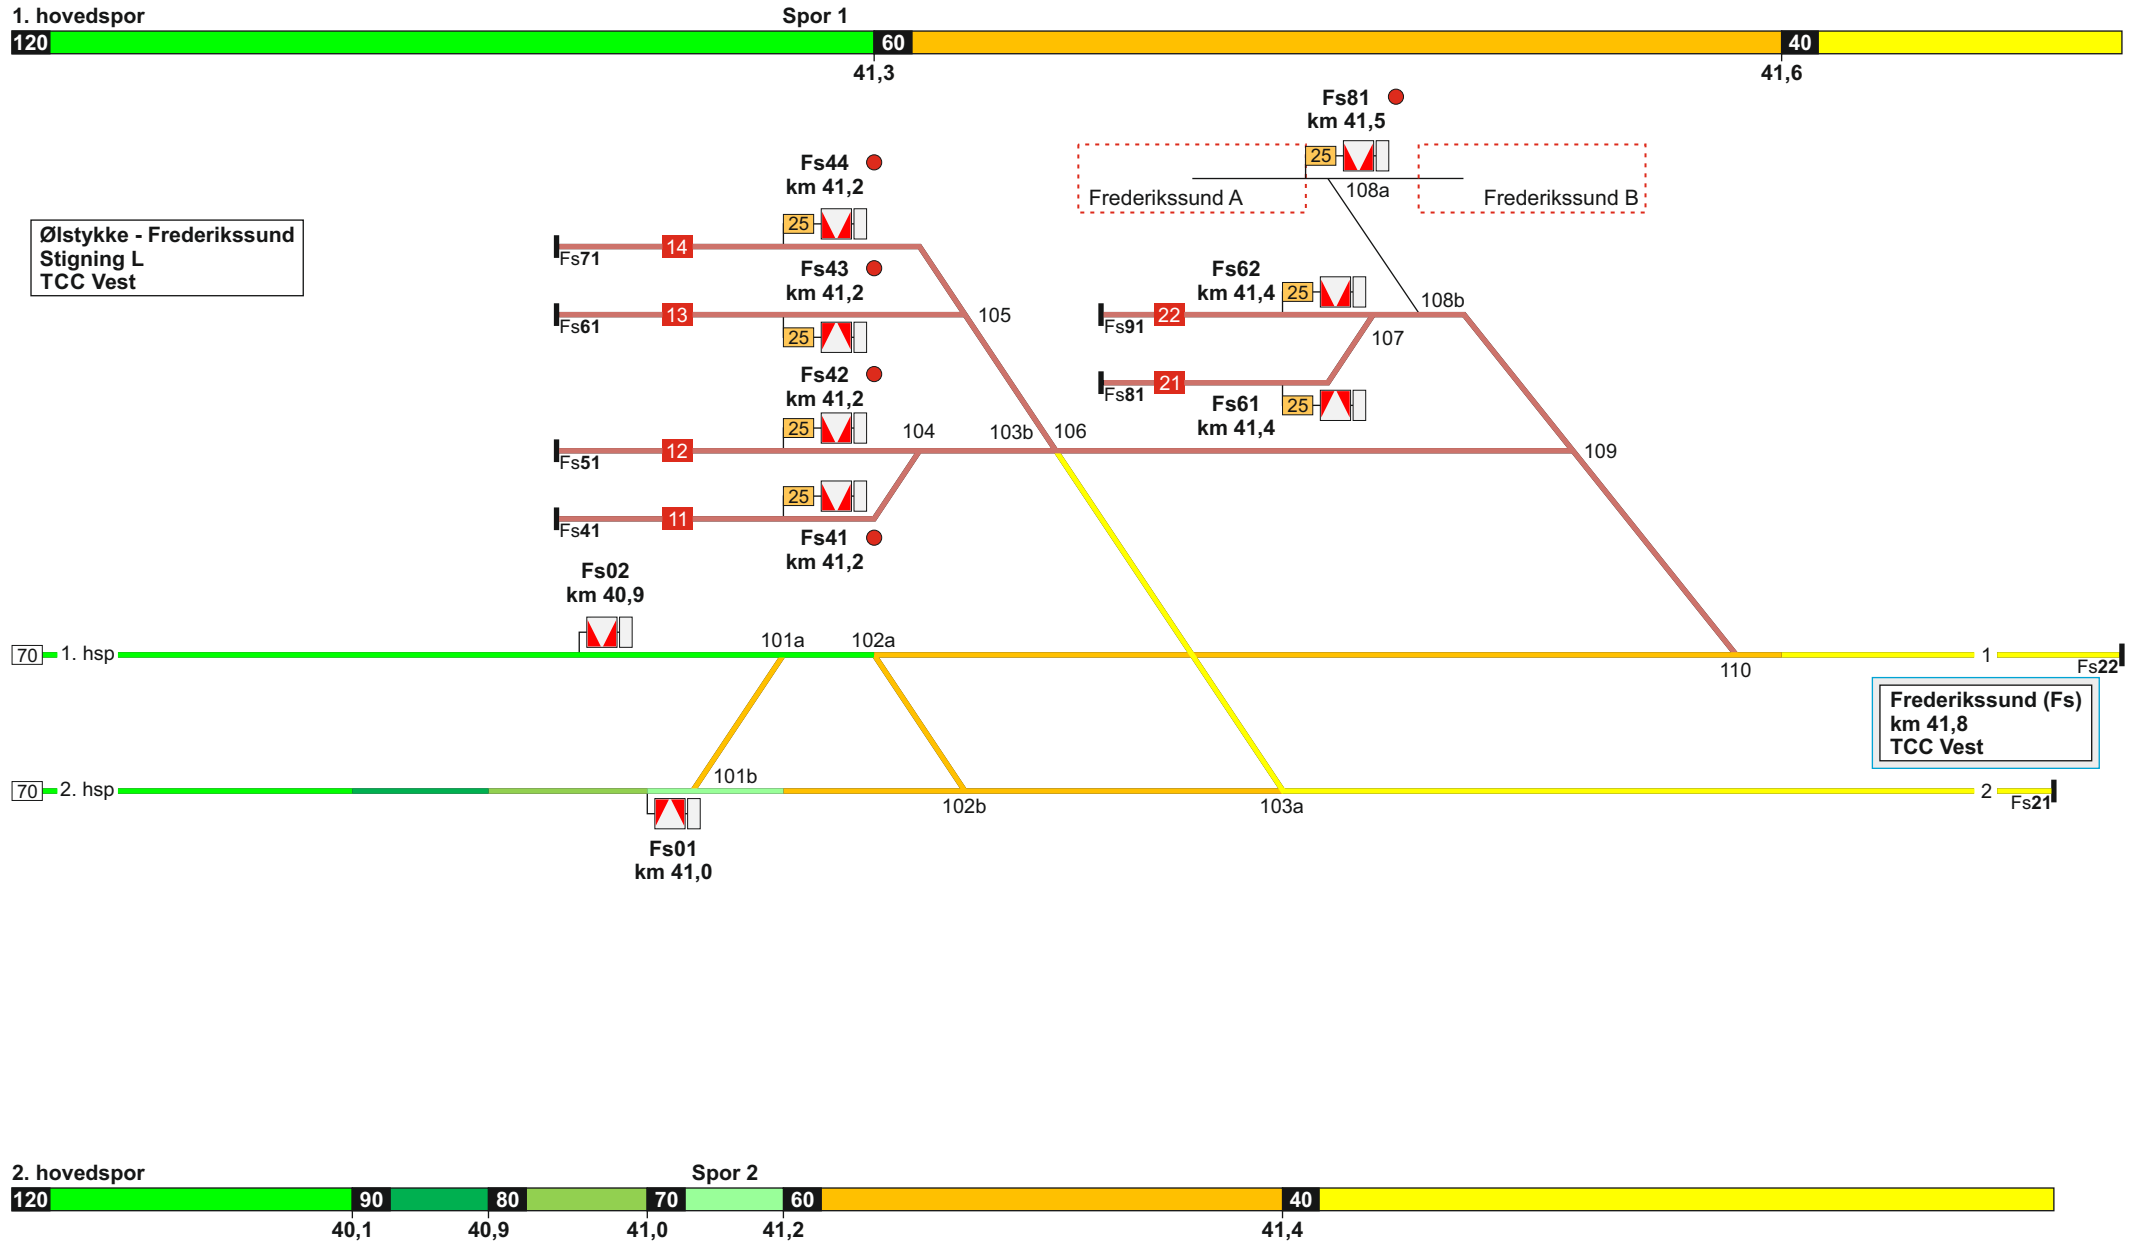 1. hovedspor
Spor 1
120
60
40
41,3
41,6
Fs81
km 41,5
25
108a
Frederikssund A
Frederikssund B
Fs44
km 41,2
25
Ølstykke - Frederikssund
Stigning L
TCC Vest
14
Fs71
Fs43
km 41,2
13
Fs61
25
105
Fs62
km 41,4
25
108b
22
Fs91
107
21
Fs81
Fs61
km 41,4
25
Fs42
km 41,2
25
104
103b
106
109
12
Fs51
25
11
Fs41
Fs41
km 41,2
Fs02
km 40,9
101a
102a
70
1. hsp
1
Fs22
110
Frederikssund (Fs)
km 41,8
TCC Vest
101b
70
2. hsp
2
Fs21
102b
103a
Fs01
km 41,0
2. hovedspor
Spor 2
120
90
80
70
60
40
40,1
40,9
41,0
41,2
41,4